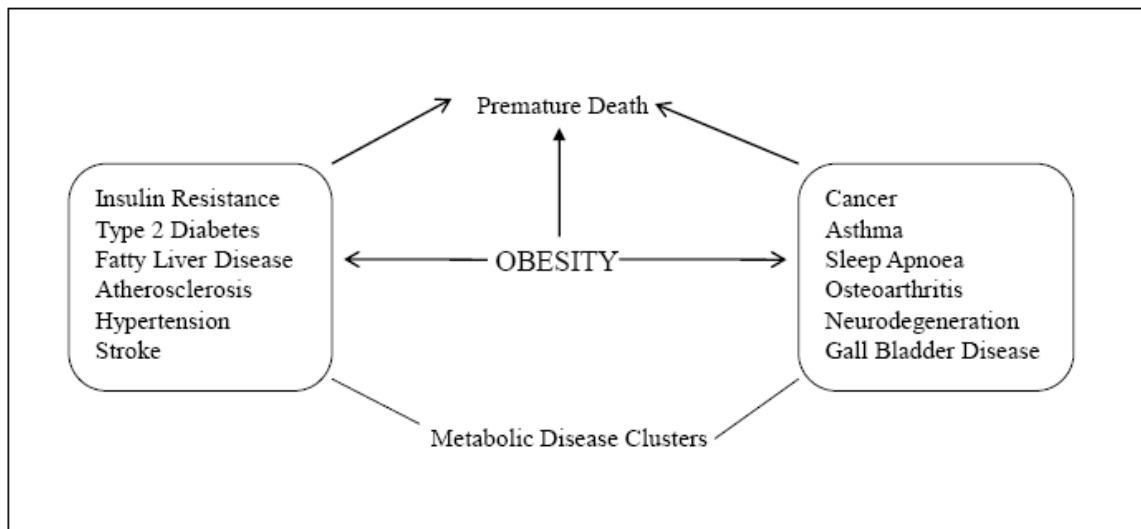 Premature Death
Insulin Resistance
Type 2 Diabetes
Fatty Liver Disease
Atherosclerosis
Hypertension
Stroke
OBESITY
Cancer
Asthma
Sleep Apnoea
Osteoarthritis
Neurodegeneration
Gall Bladder Disease
Metabolic Disease Clusters